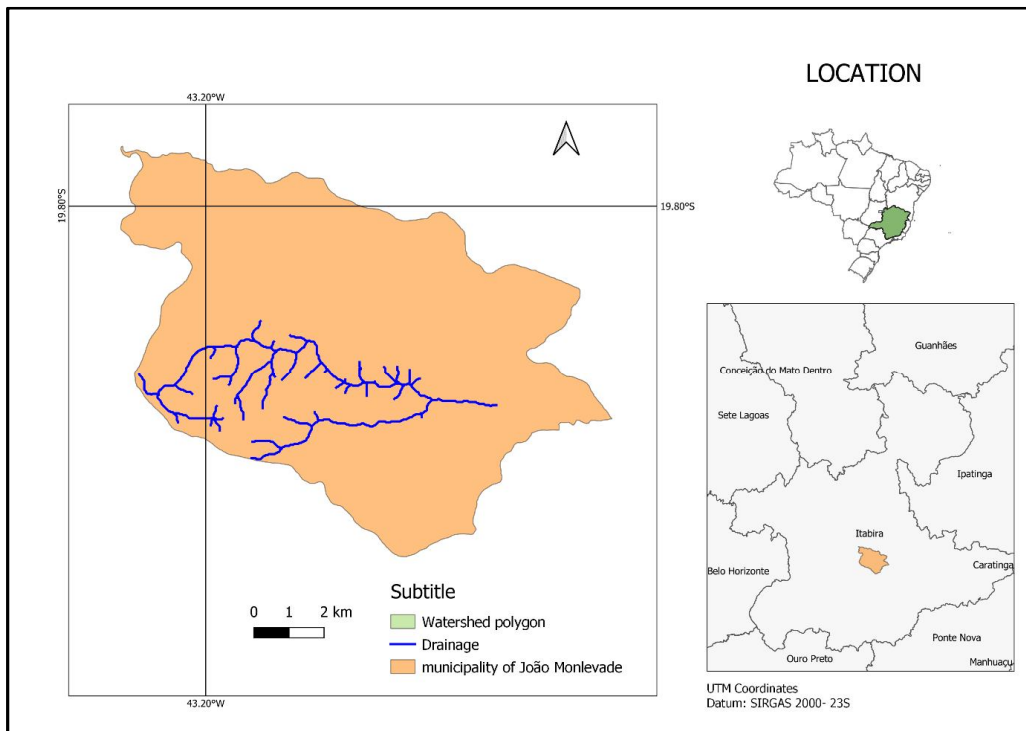 LOCATION
43.20°W
19.80°S
19.80°S
Guanhães
Conceição do Mato Dentro
Sete Lagoas
Ipatinga
Itabira
Belo Horizonte
Caratinga
Ponte Nova
Ouro Preto
Manhuaçu
Subtitle
0 1 2 km
Watershed polygon
Drainage
municipality of João Monlevade
43.20°W
UTM Coordinates
Datum: SIRGAS 2000- 23S